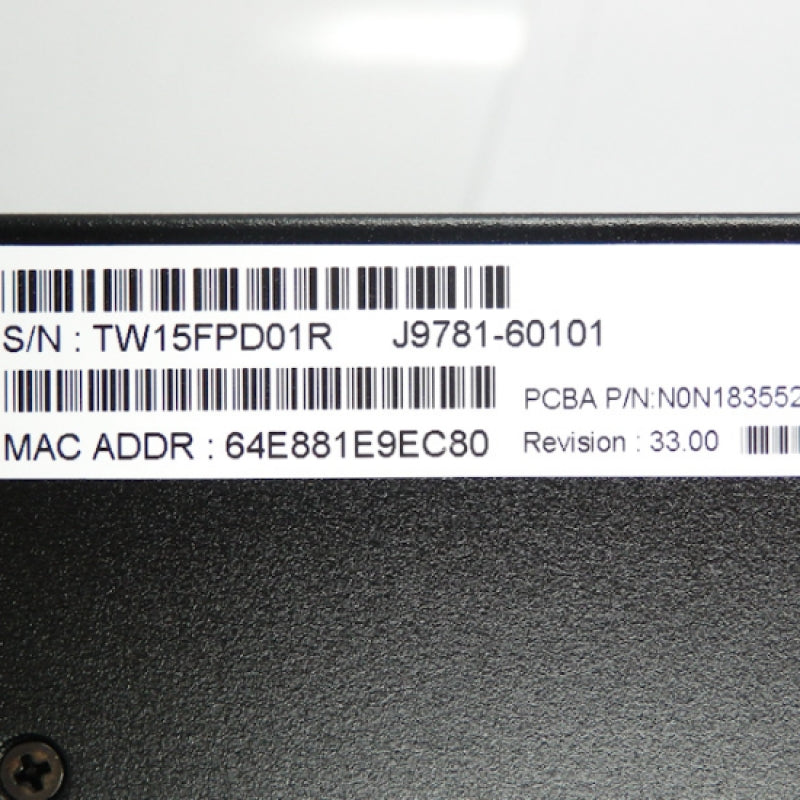 S/N : TW15FPD01R J9781-60101
PCBA P/N:N0N183552
MAC ADDR : 64E881E9EC80 Revision : 33.00